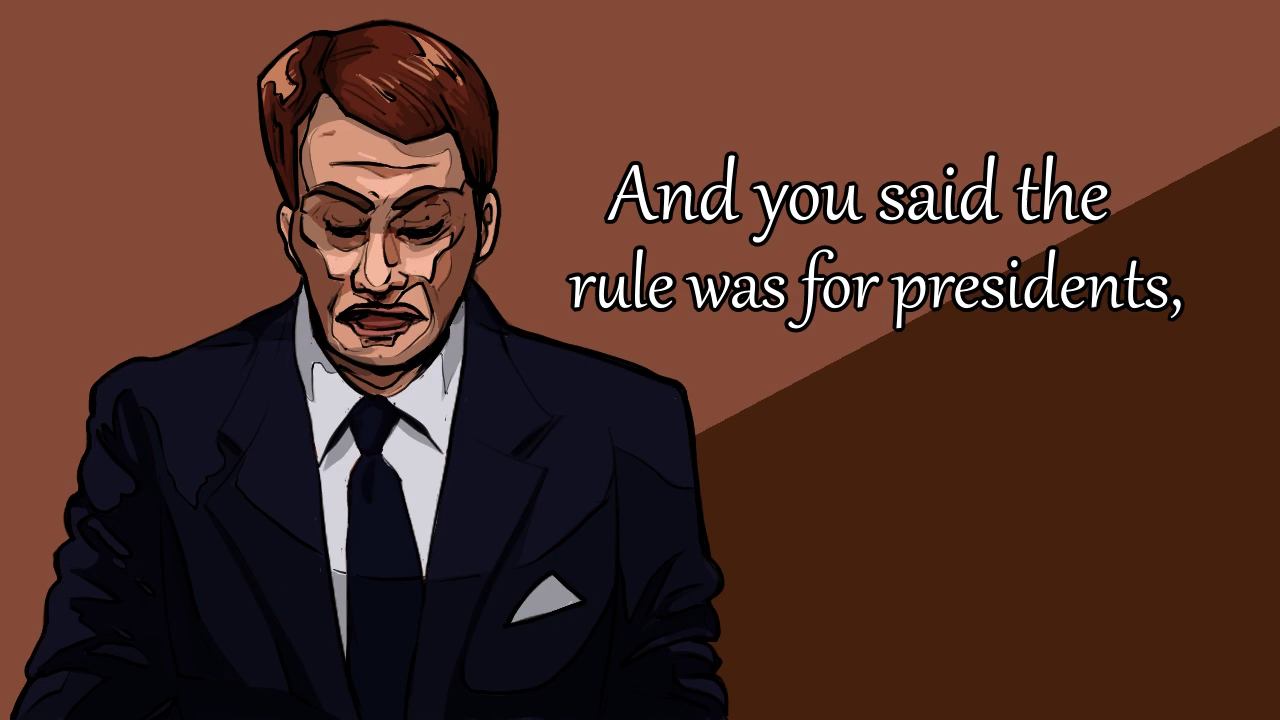 And you said the
rule was for presidents,